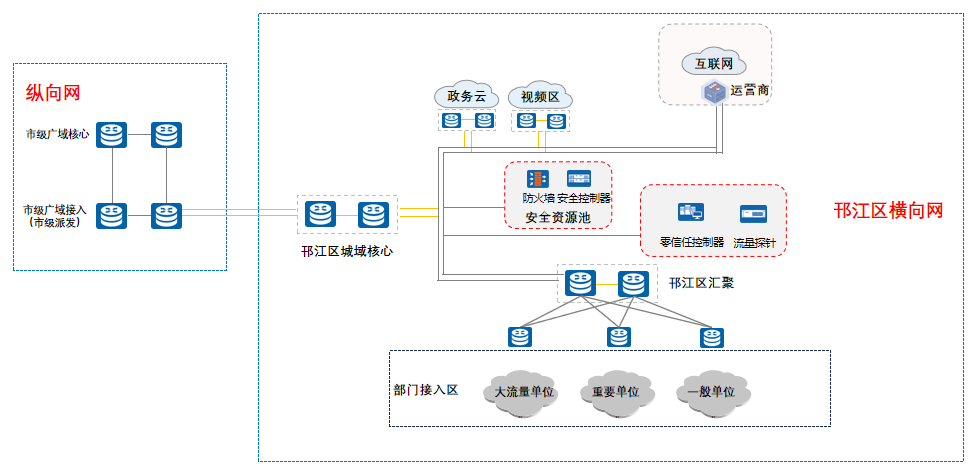 纵向网
市级广域核心
市级广域接入
(市级派发)
邗江区城域核心
政务云
视频区
互联网
运营商
防火墙 安全控制器
安全资源池
零信任控制器 流量探针
邗江区横向网
邗江区汇聚
部门接入区
大流量单位
重要单位
一般单位